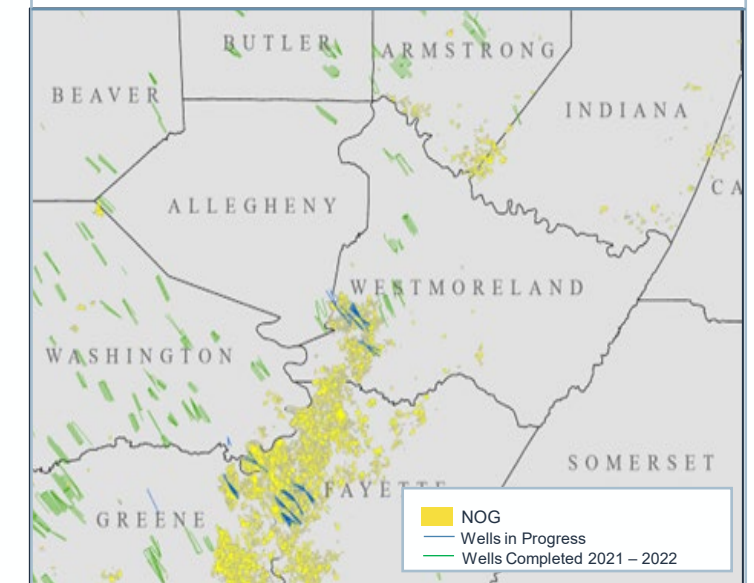 BUTLER
ARMSTRONG
BEAVER
INDIANA
CA
ALLEGHENY
WESTMORELAND
WASHINGTON
SOMERSET
FAYETTE
GREENE
NOG
Wells in Progress
Wells Completed 2021 – 2022